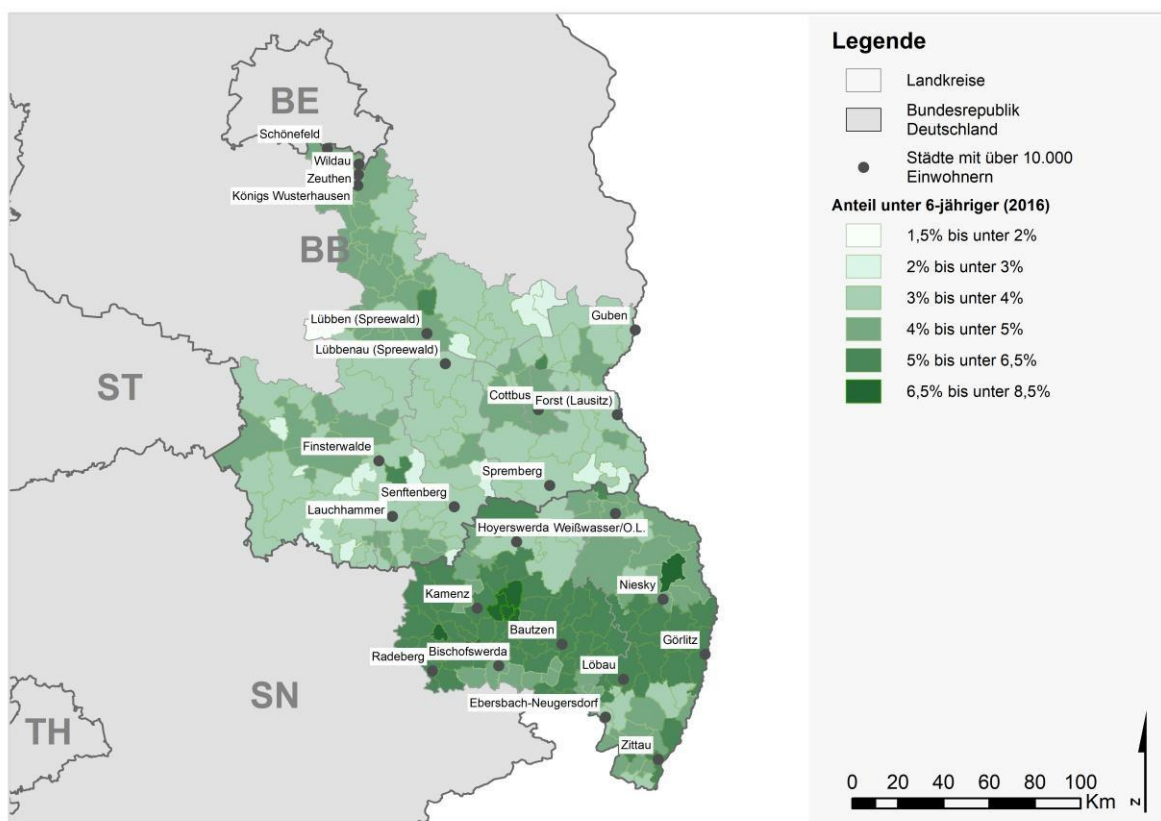 BE
Schönefeld
Wildau
Zeuthen
Königs Wusterhausen
BB
Lübben (Spreewald)
Guben
Lübbenau (Spreewald)
ST
Cottbus
Forst (Lausitz)
Finsterwalde
Spremberg
Senftenberg
Lauchhammer
Hoyerswerda
Weißwasser/O.L.
Niesky
Kamenz
Bautzen
Görlitz
Radeberg
Bischofswerda
Löbau
SN
Ebersbach-Neugersdorf
TH
Zittau
Legende
Landkreise
Bundesrepublik
Deutschland
Städte mit über 10.000
Einwohnern
Anteil unter 6-jähriger (2016)
1,5% bis unter 2%
2% bis unter 3%
3% bis unter 4%
4% bis unter 5%
5% bis unter 6,5%
6,5% bis unter 8,5%
0 20 40 60 80 100
Km
N